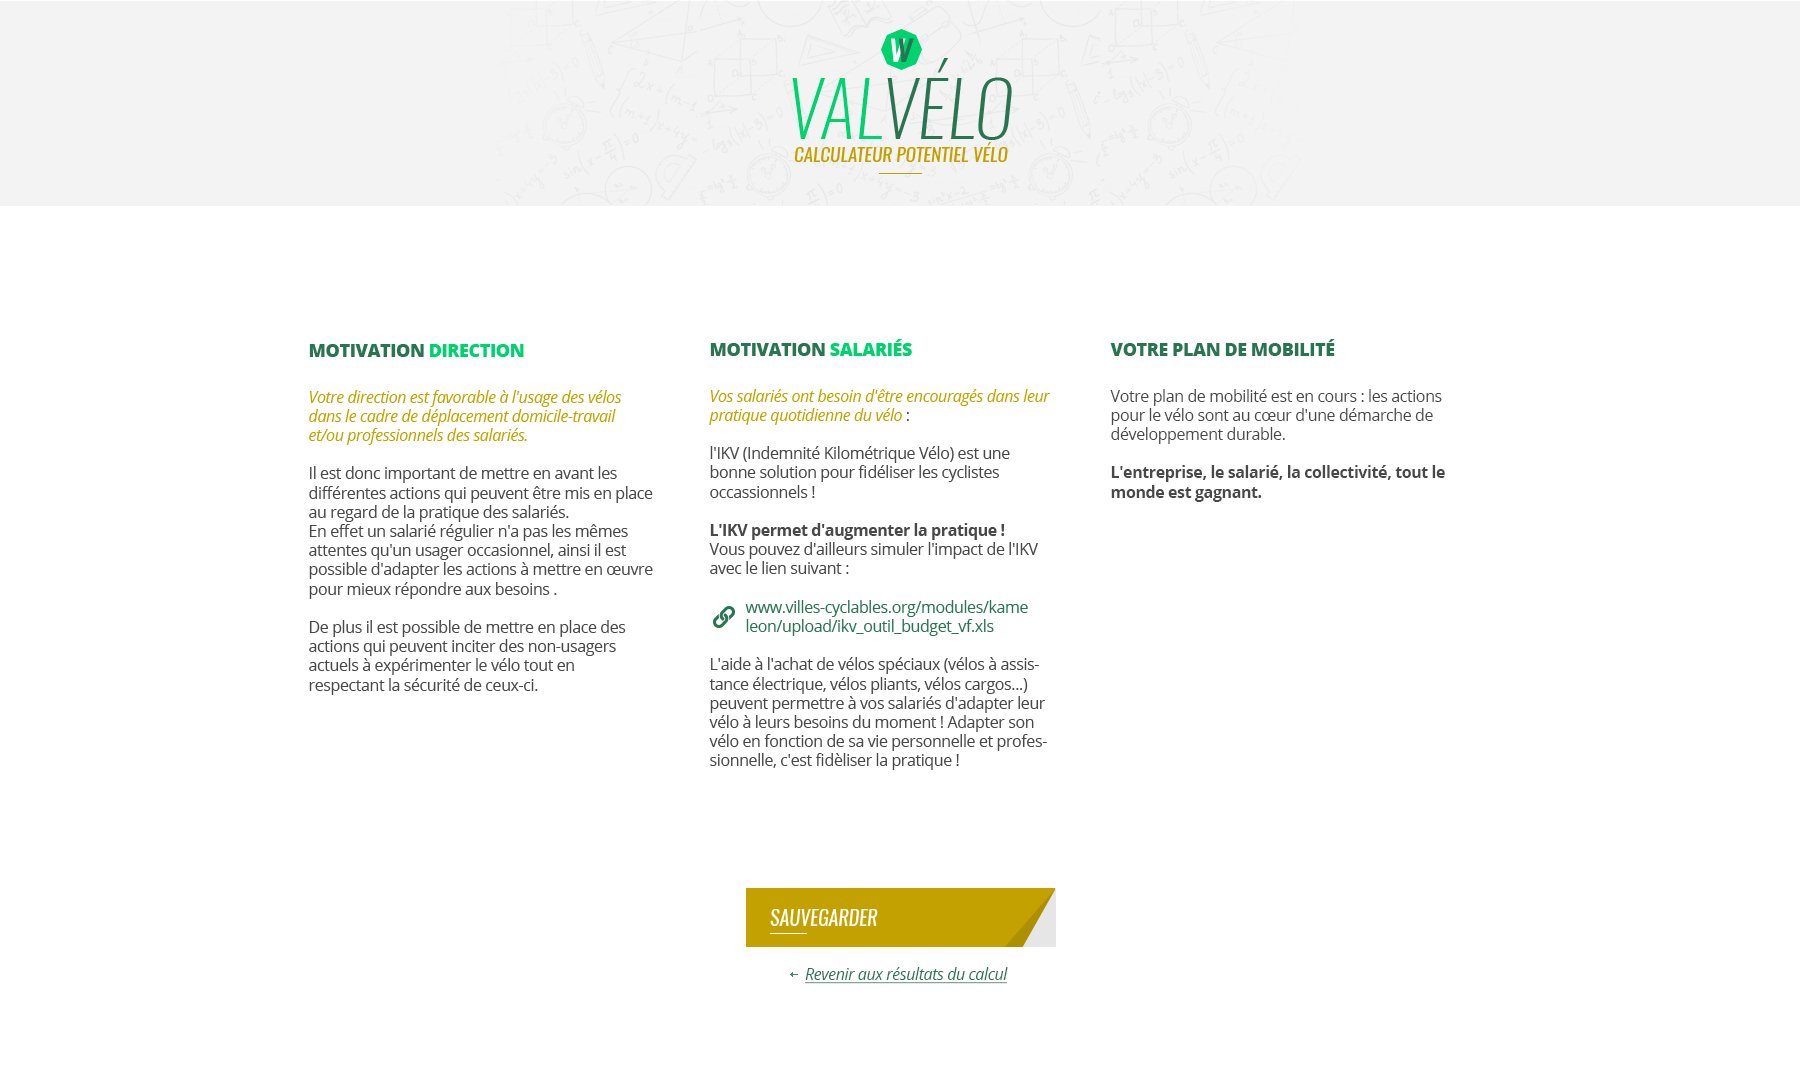 VALVÉLO
CALCULATEUR POTENTIEL VÉLO
MOTIVATION DIRECTION
Votre direction est favorable à l'usage des vélos
dans le cadre de déplacement domicile-travail
et/ou professionnels des salariés.
Il est donc important de mettre en avant les
différentes actions qui peuvent être mis en place
au regard de la pratique des salariés.
En effet un salarié régulier n'a pas les mêmes
attentes qu'un usager occasionnel, ainsi il est
possible d'adapter les actions à mettre en œuvre
pour mieux répondre aux besoins .
De plus il est possible de mettre en place des
actions qui peuvent inciter des non-usagers
actuels à expérimenter le vélo tout en
respectant la sécurité de ceux-ci.
MOTIVATION SALARIÉS
Vos salariés ont besoin d'être encouragés dans leur
pratique quotidienne du vélo :
l'IKV (Indemnité Kilométrique Vélo) est une
bonne solution pour fidéliser les cyclistes
occassionnels !
L'IKV permet d'augmenter la pratique !
Vous pouvez d'ailleurs simuler l'impact de l'IKV
avec le lien suivant :
www.villes-cyclables.org/modules/kame
leon/upload/ikv_outil_budget_vf.xls
L'aide à l'achat de vélos spéciaux (vélos à assis-
tance électrique, vélos pliants, vélos cargos...)
peuvent permettre à vos salariés d'adapter leur
vélo à leurs besoins du moment ! Adapter son
vélo en fonction de sa vie personnelle et profes-
sionnelle, c'est fidèliser la pratique !
VOTRE PLAN DE MOBILITÉ
Votre plan de mobilité est en cours : les actions
pour le vélo sont au cœur d'une démarche de
développement durable.
L'entreprise, le salarié, la collectivité, tout le
monde est gagnant.
SAUVEGARDER
← Revenir aux résultats du calcul